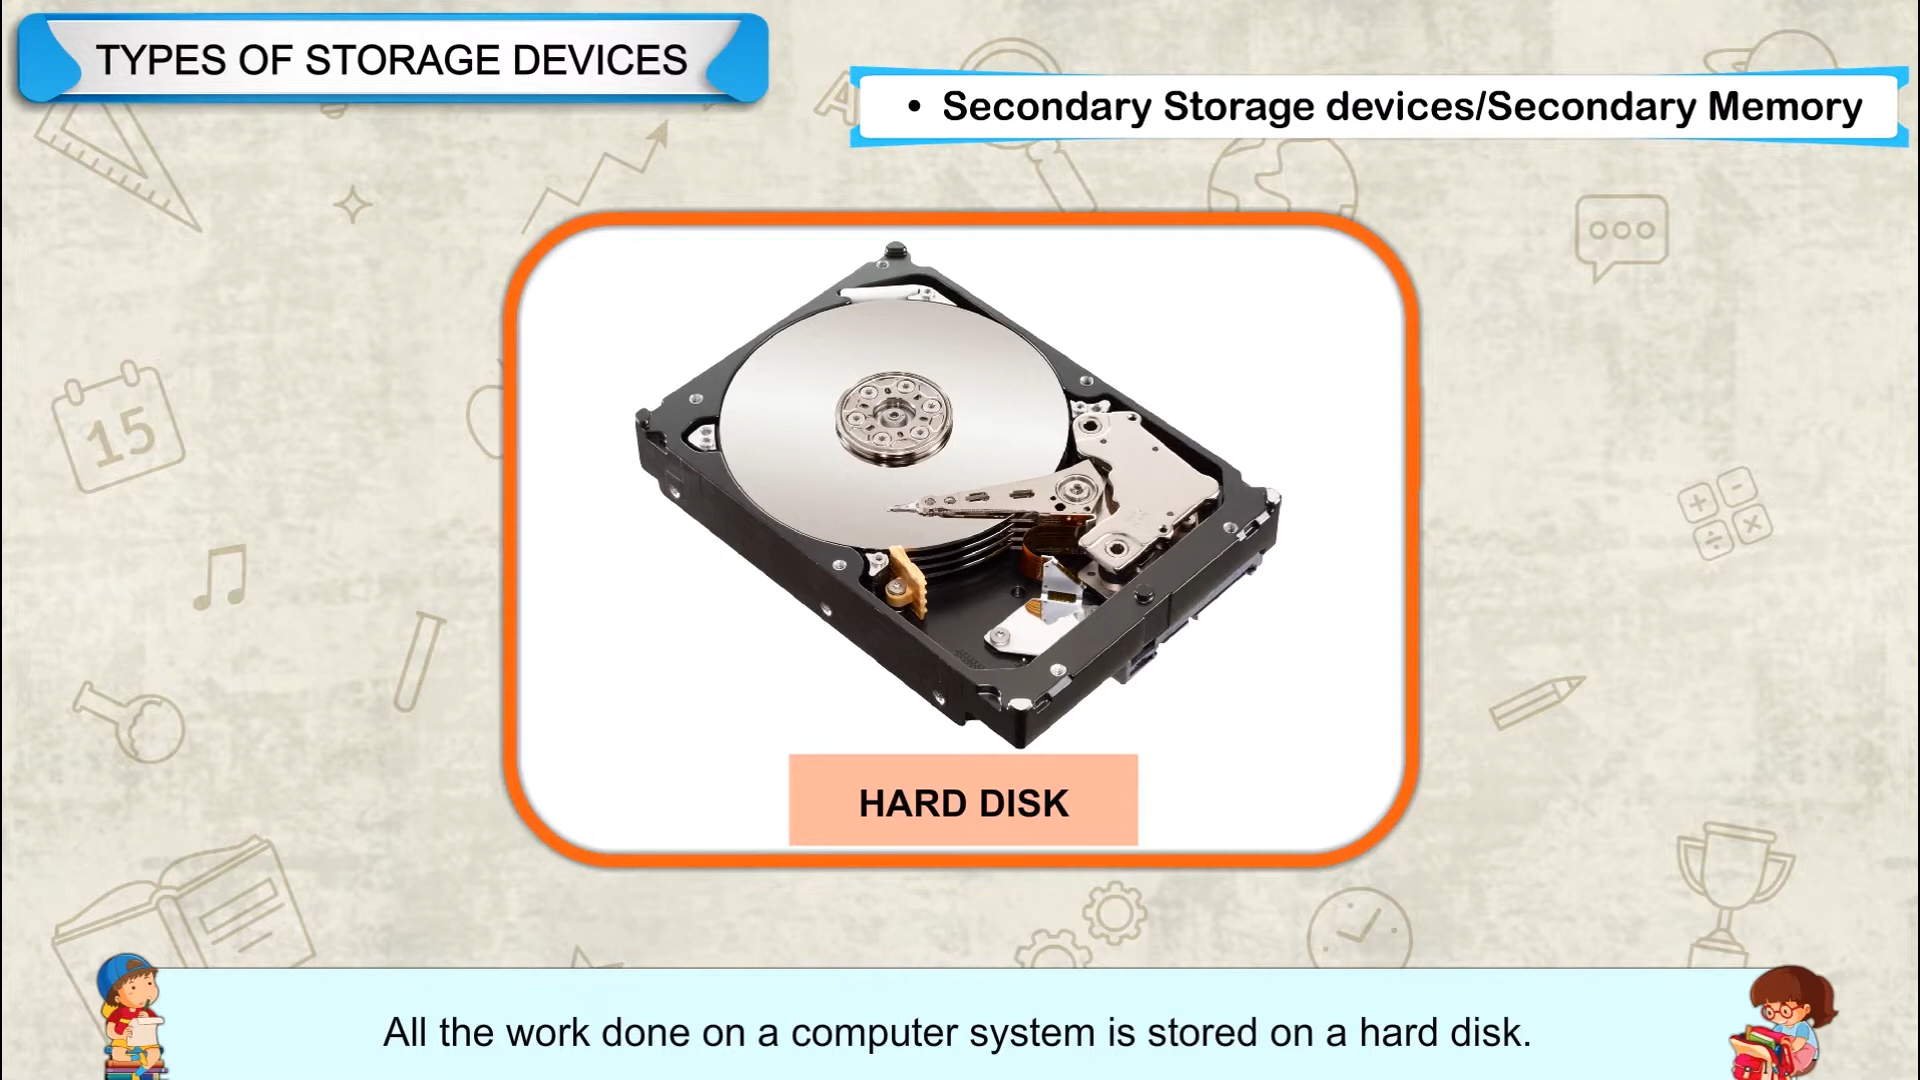 TYPES OF STORAGE DEVICES
• Secondary Storage devices/Secondary Memory
15
HARD DISK
All the work done on a computer system is stored on a hard disk.